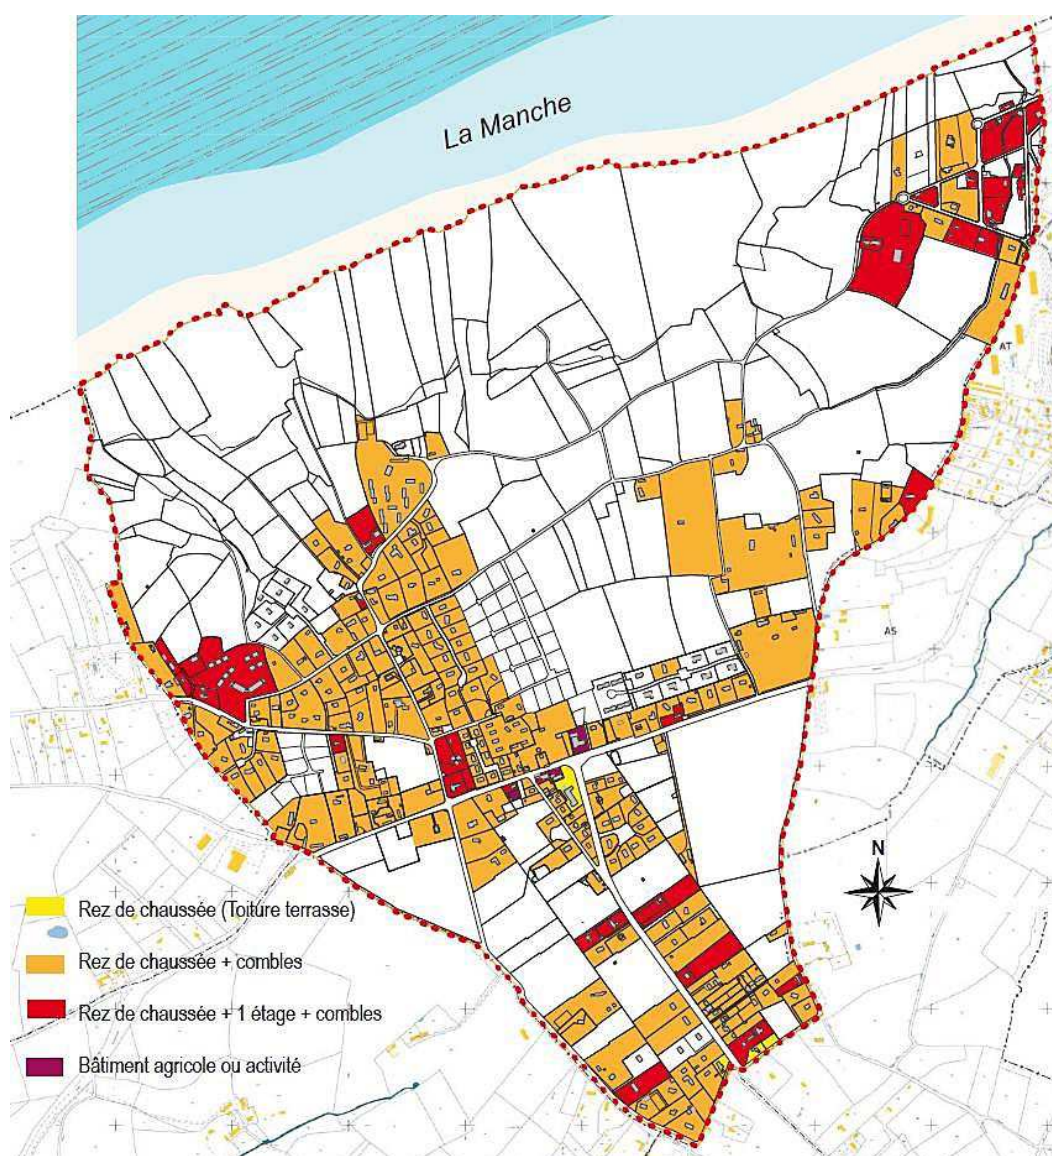 La Manche
AT
A5
N
Rez de chaussée (Toiture terrasse)
Rez de chaussée + combles
Rez de chaussée + 1 étage + combles
Bâtiment agricole ou activité